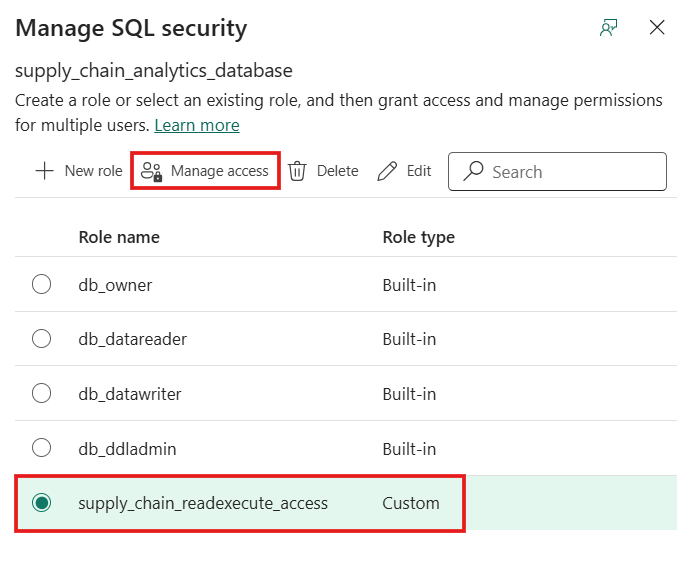 Manage SQL security
supply_chain_analytics_database
Create a role or select an existing role, and then grant access and manage permissions
for multiple users. Learn more
New role Manage access Delete Edit Search
Role name Role type
db_owner Built-in
db_datareader Built-in
db_datawriter Built-in
db_ddladmin Built-in
supply_chain_readexecute_access Custom